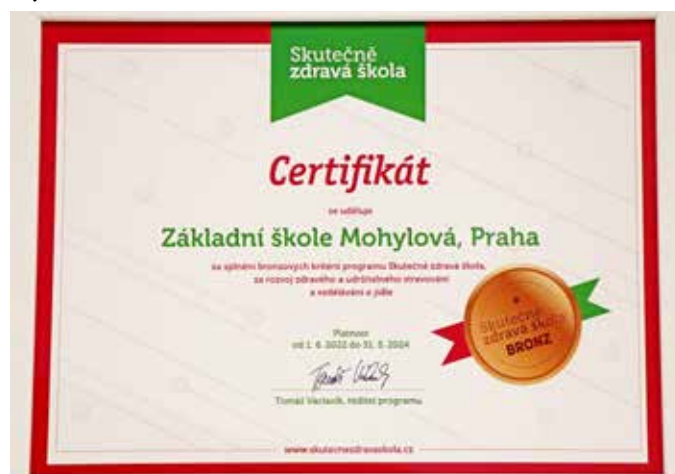 Skutečně
zdravá škola
Certifikát
se uděluje
Základní škole Mohylová, Praha
za splnění bronzových kritérií programu Skutečně zdravá škola,
za rozvoj zdravého a udržitelného stravování
a vzdělávání o jídle
Platnost
od 1. 6. 2022 do 31. 5. 2024
Tomáš Václavík, ředitel programu
www.skutecnezdravaskola.cz
Skutečně
zdravá škola
BRONZ